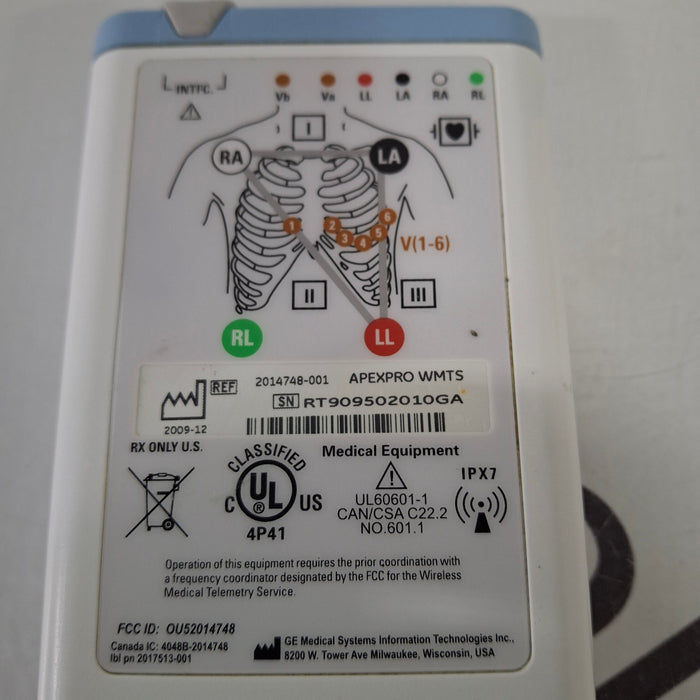 INTFC.
Vb Va LL LA RA RL
I
RA LA
1 2 3 4 5 6
V(1-6)
II III
RL LL
REF 2014748-001 APEXPRO WMTS
SN RT909502010GA
2009-12
RX ONLY U.S.
CLASSIFIED
C UL ® US
4P41
Medical Equipment
UL60601-1
CAN/CSA C22.2
NO.601.1
IPX7
Operation of this equipment requires the prior coordination with
a frequency coordinator designated by the FCC for the Wireless
Medical Telemetry Service.
FCC ID: OU52014748
Canada IC: 4048B-2014748
lbl pn 2017513-001
GE Medical Systems Information Technologies Inc.,
8200 W. Tower Ave Milwaukee, Wisconsin, USA